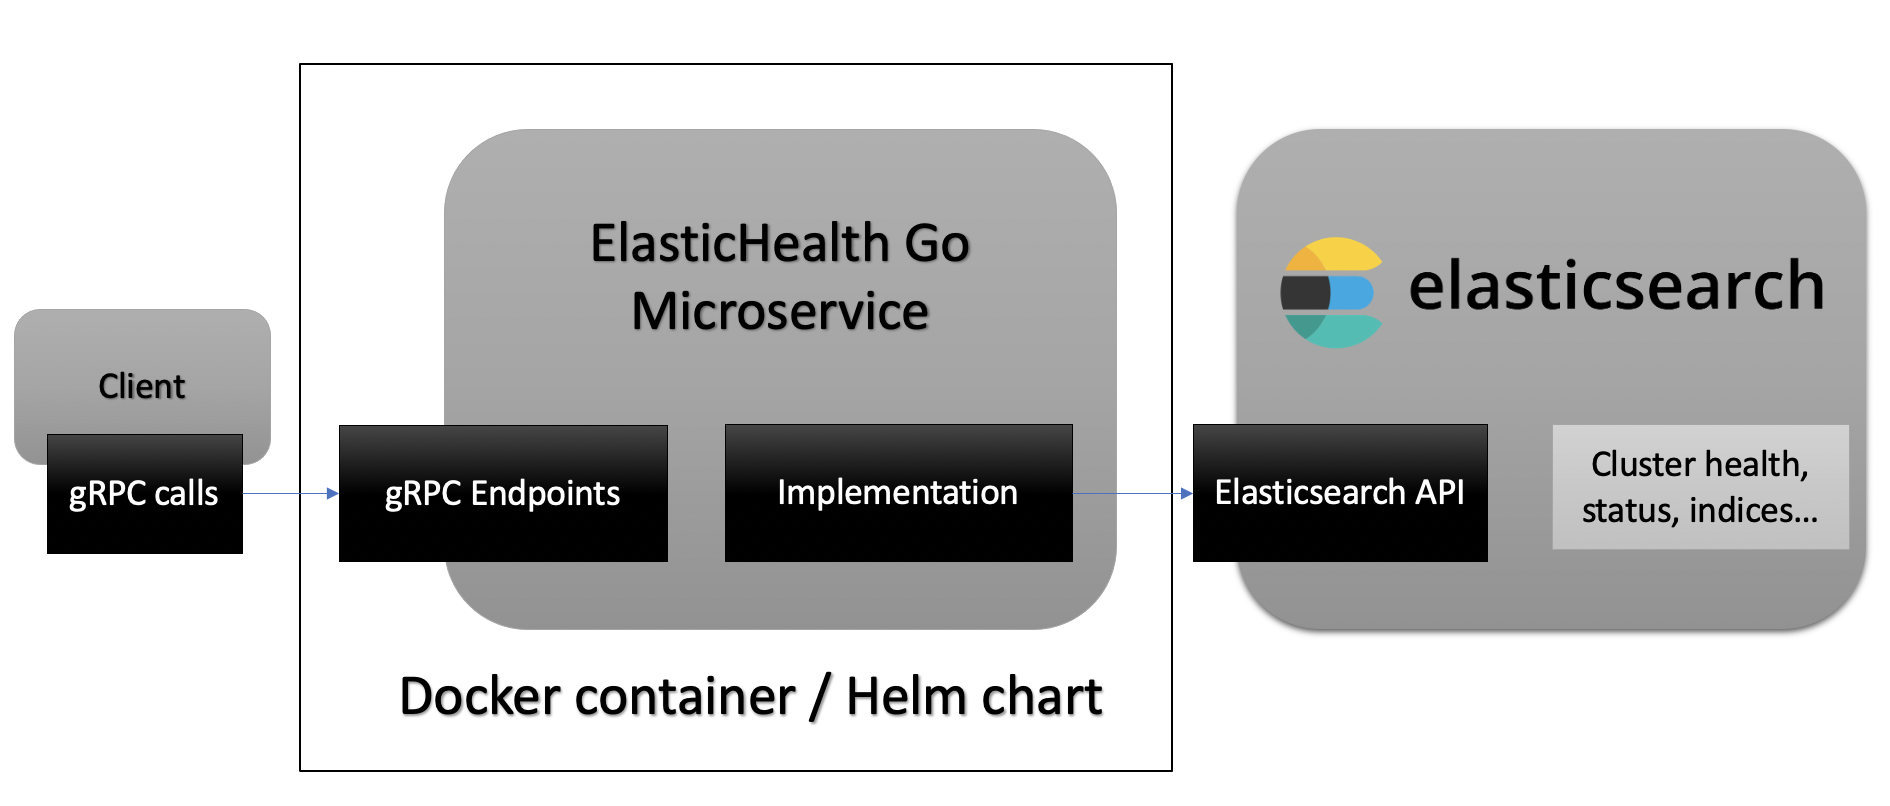 Client
gRPC calls
ElasticHealth Go
Microservice
gRPC Endpoints
Implementation
Docker container / Helm chart
elasticsearch
Elasticsearch API
Cluster health,
status, indices...